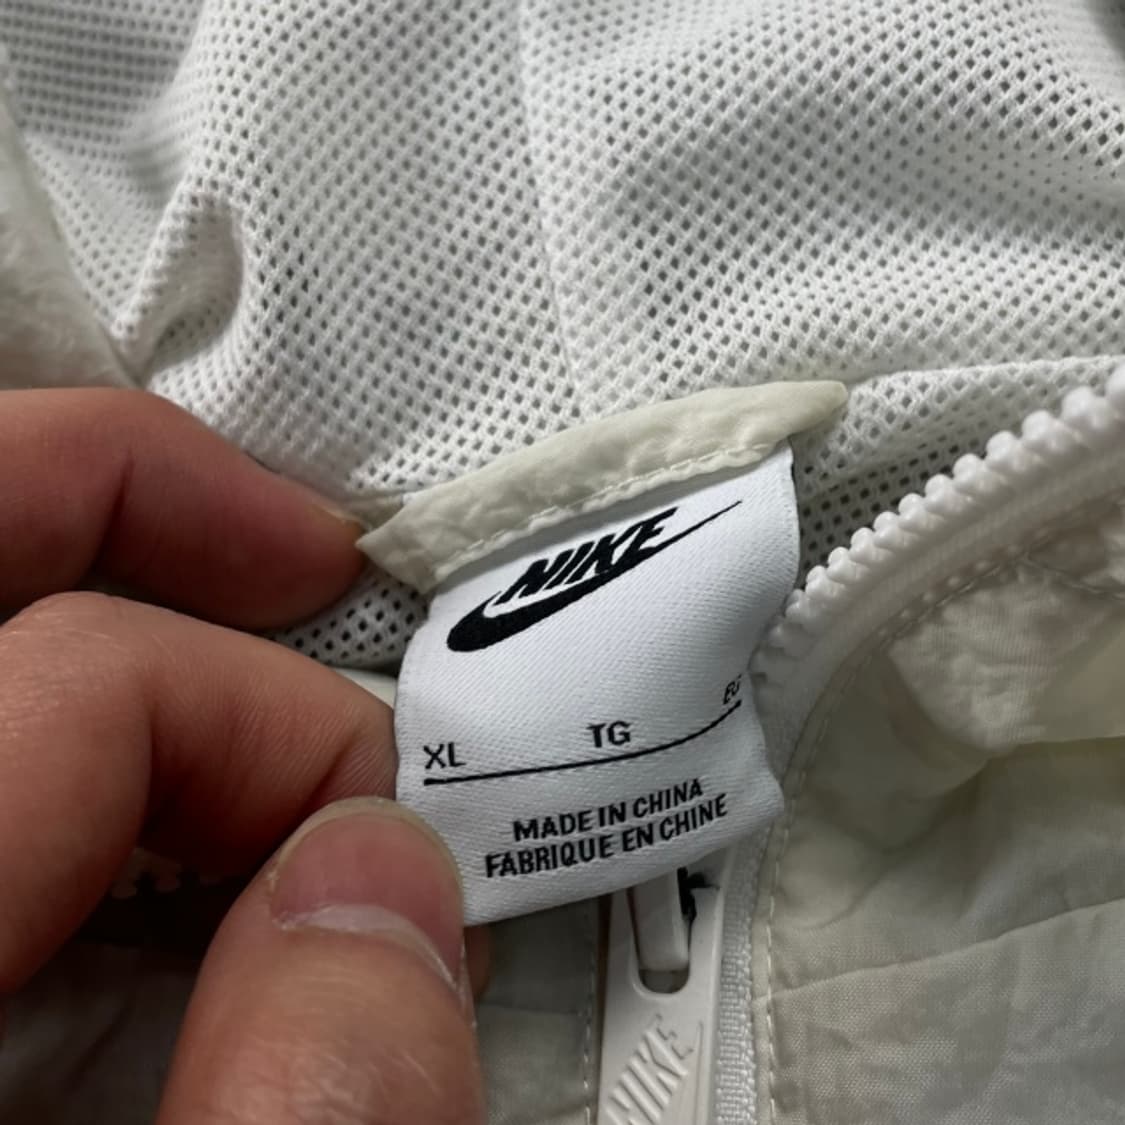 NIKE
XL TG EG
MADE IN CHINA
FABRIQUE EN CHINE
NIKE